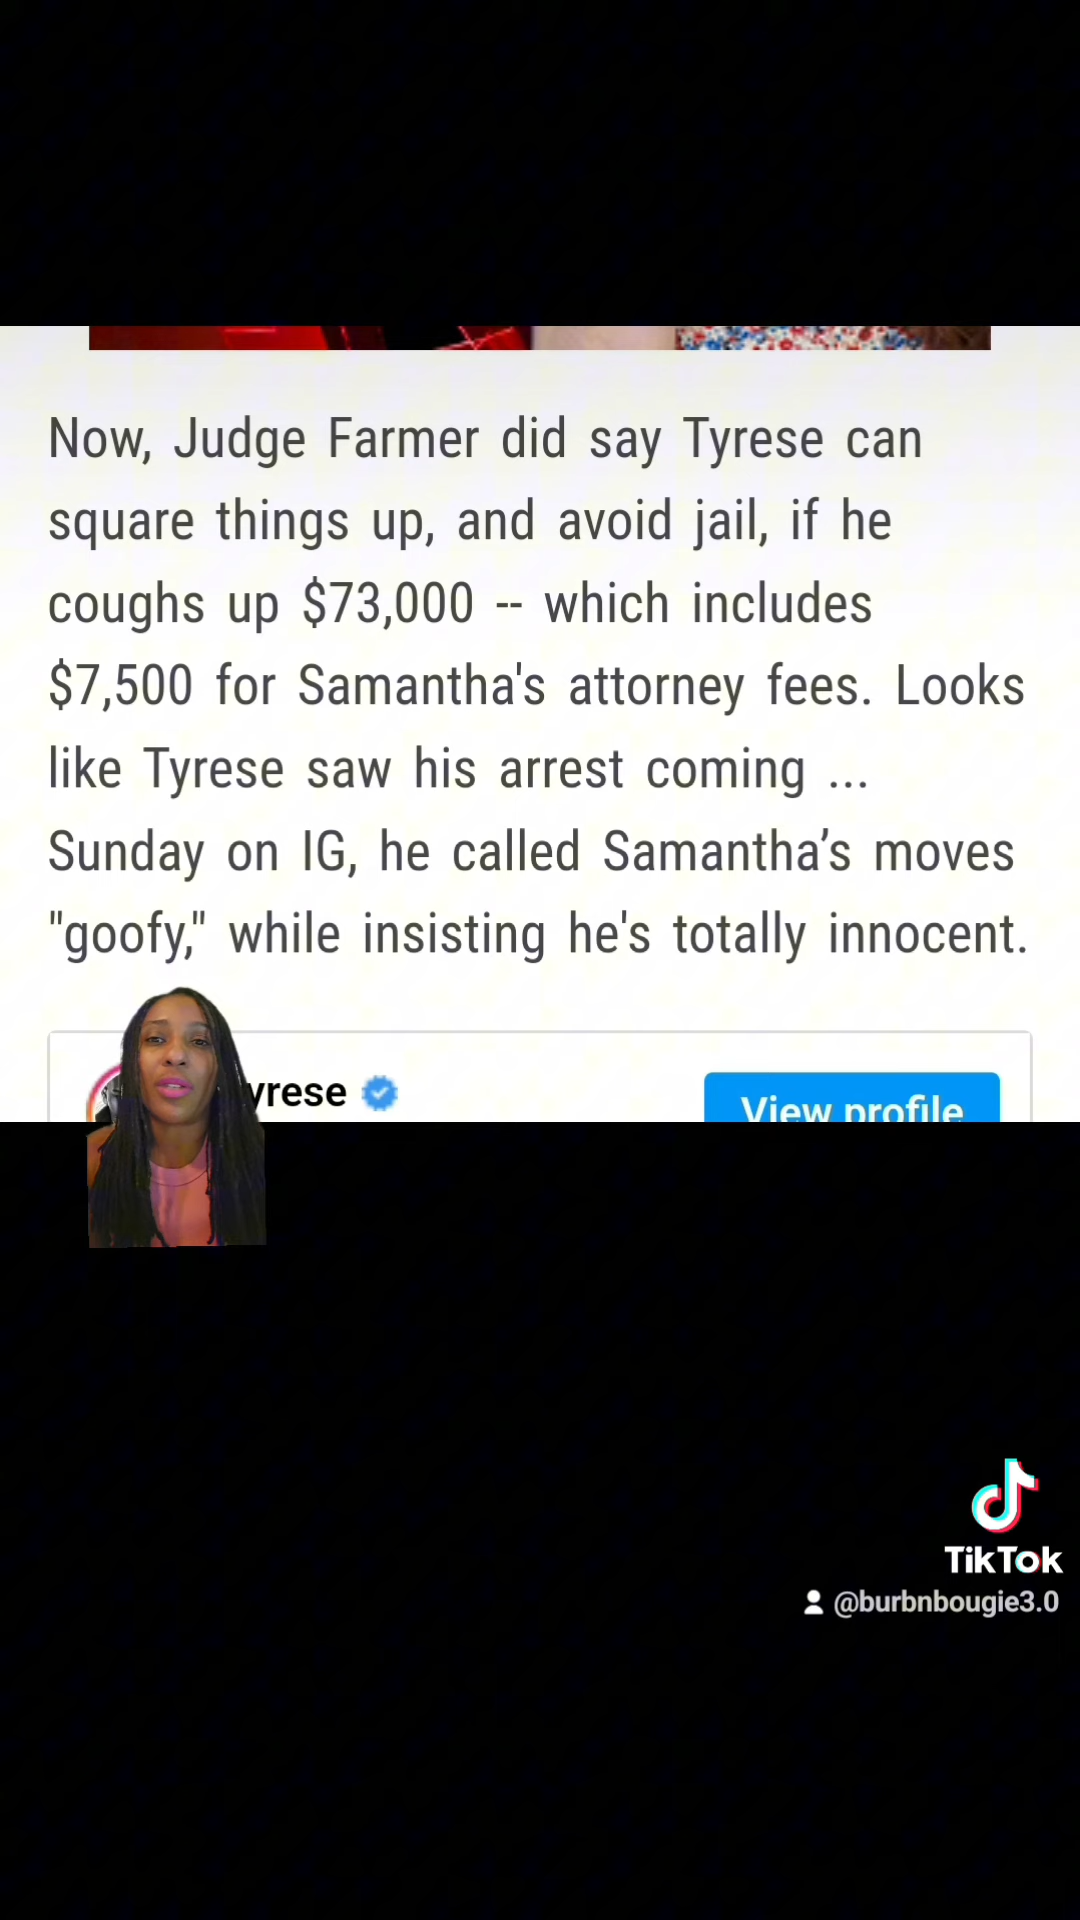 Now, Judge Farmer did say Tyrese can
square things up, and avoid jail, if he
coughs up $73,000 -- which includes
$7,500 for Samantha's attorney fees. Looks
like Tyrese saw his arrest coming ...
Sunday on IG, he called Samantha’s moves
"goofy," while insisting he's totally innocent.
yrese
View profile
TikTok
@burbnbougie3.0